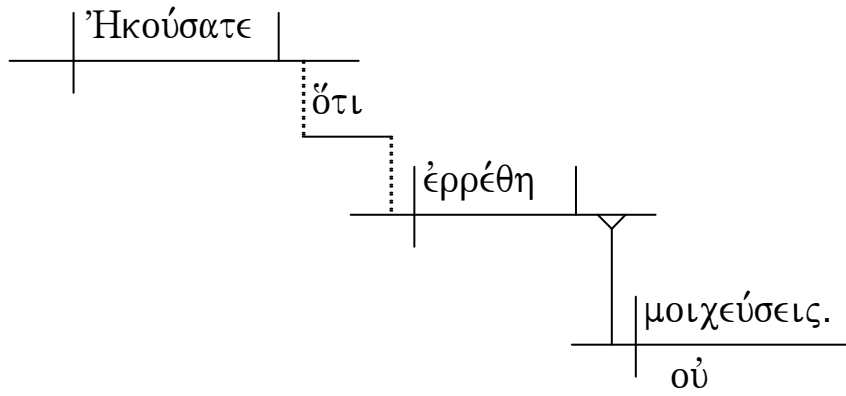 Ἠκούσατε
ὅτι
ἐρρέθη
μοιχεύσεις.
οὐ